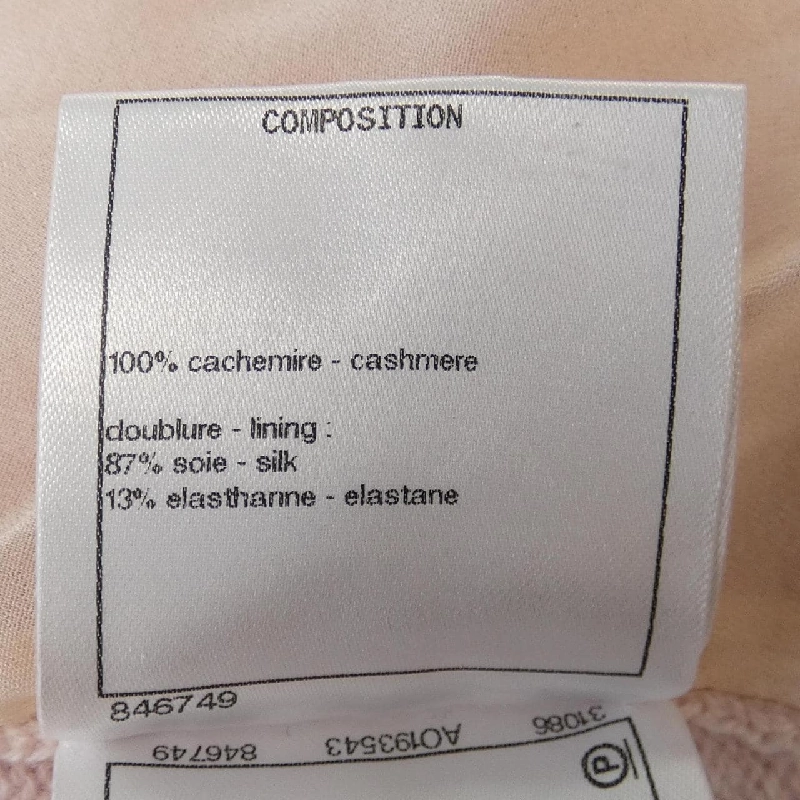 COMPOSITION
100% cachemire - cashmere
doublure - lining :
87% soie - silk
13% elasthanne - elastane
846749
31086 AO193543 846749
P